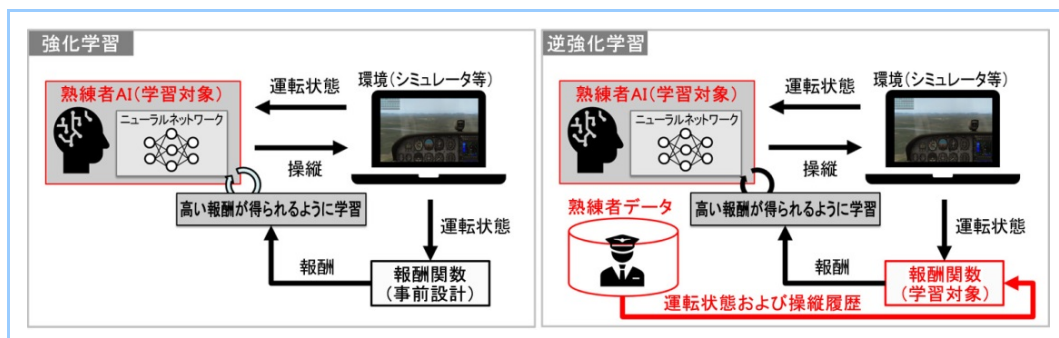 強化学習
熟練者AI(学習対象)
ニューラルネットワーク
運転状態
環境(シミュレータ等)
操縦
高い報酬が得られるように学習
運転状態
報酬
報酬関数
(事前設計)
逆強化学習
熟練者AI(学習対象)
ニューラルネットワーク
運転状態
環境(シミュレータ等)
操縦
高い報酬が得られるように学習
熟練者データ
運転状態
報酬
報酬関数
(学習対象)
運転状態および操縦履歴